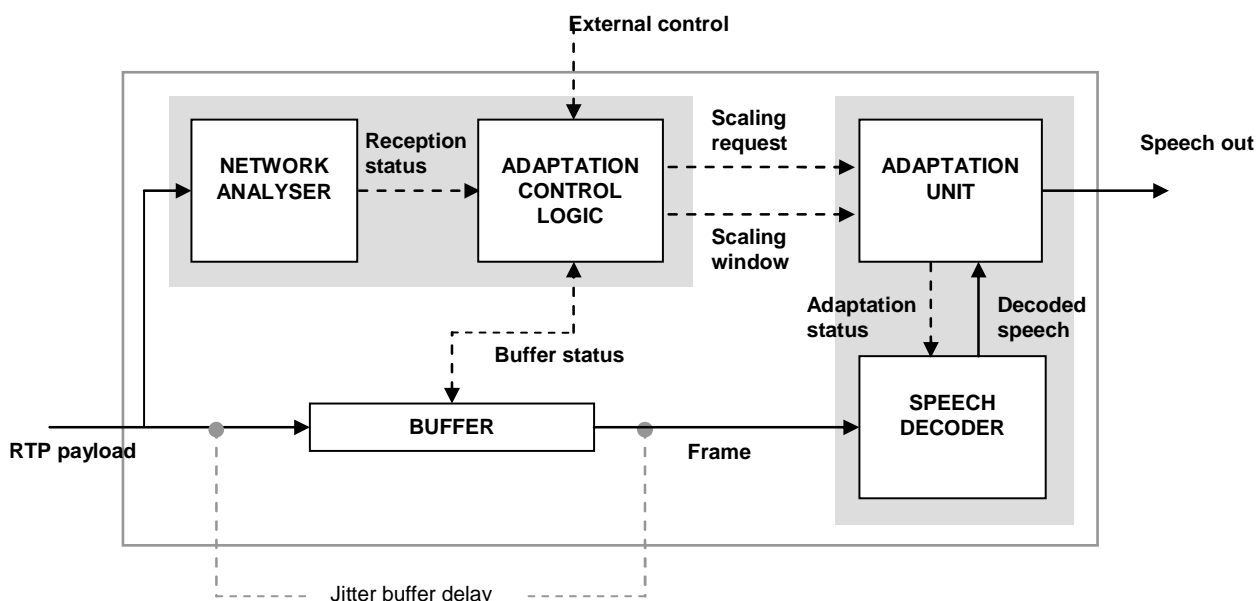 External control
NETWORK
ANALYSER
Reception
status
ADAPTATION
CONTROL
LOGIC
Scaling
request
Scaling
window
ADAPTATION
UNIT
Speech out
Adaptation
status
Decoded
speech
Buffer status
BUFFER
SPEECH
DECODER
RTP payload
Frame
Jitter buffer delay